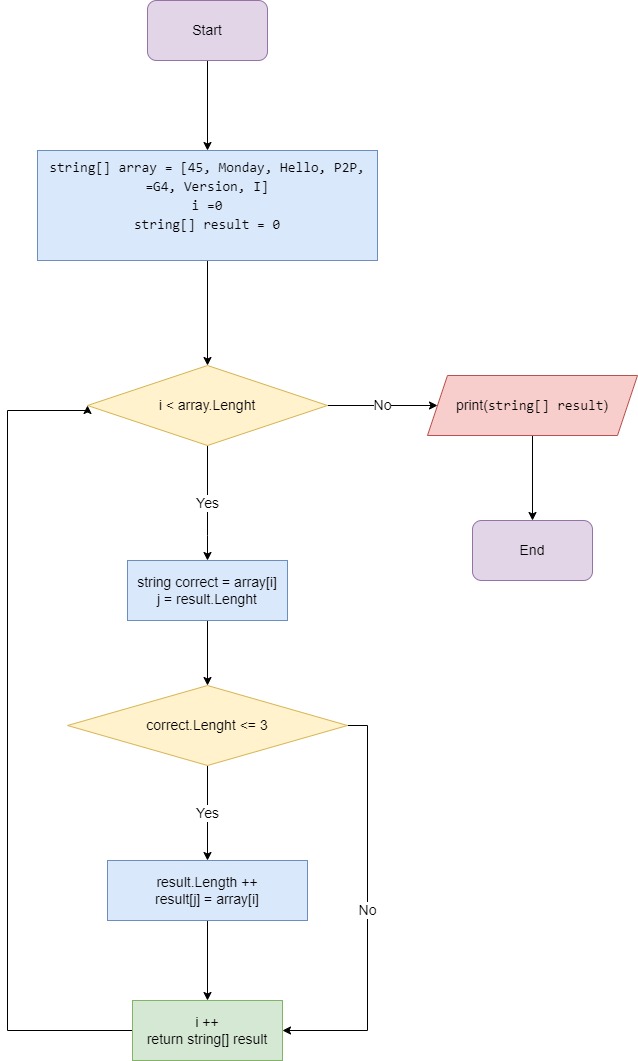 Start
string[] array = [45, Monday, Hello, P2P,
=G4, Version, I]
i =0
string[] result = 0
i < array.Lenght
No
print(string[] result)
Yes
End
string correct = array[i]
j = result.Lenght
correct.Lenght <= 3
Yes
result.Length ++
result[j] = array[i]
No
i ++
return string[] result